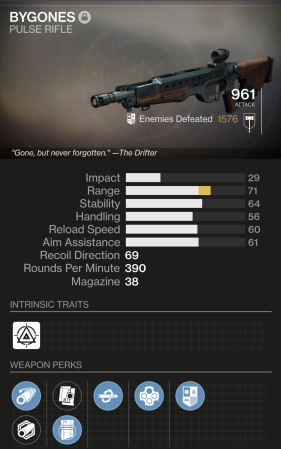 BYGONES
PULSE RIFLE
961
ATTACK
Enemies Defeated 1576
"Gone, but never forgotten." —The Drifter
Impact 29
Range 71
Stability 64
Handling 56
Reload Speed 60
Aim Assistance 61
Recoil Direction 69
Rounds Per Minute 390
Magazine 38
INTRINSIC TRAITS
WEAPON PERKS